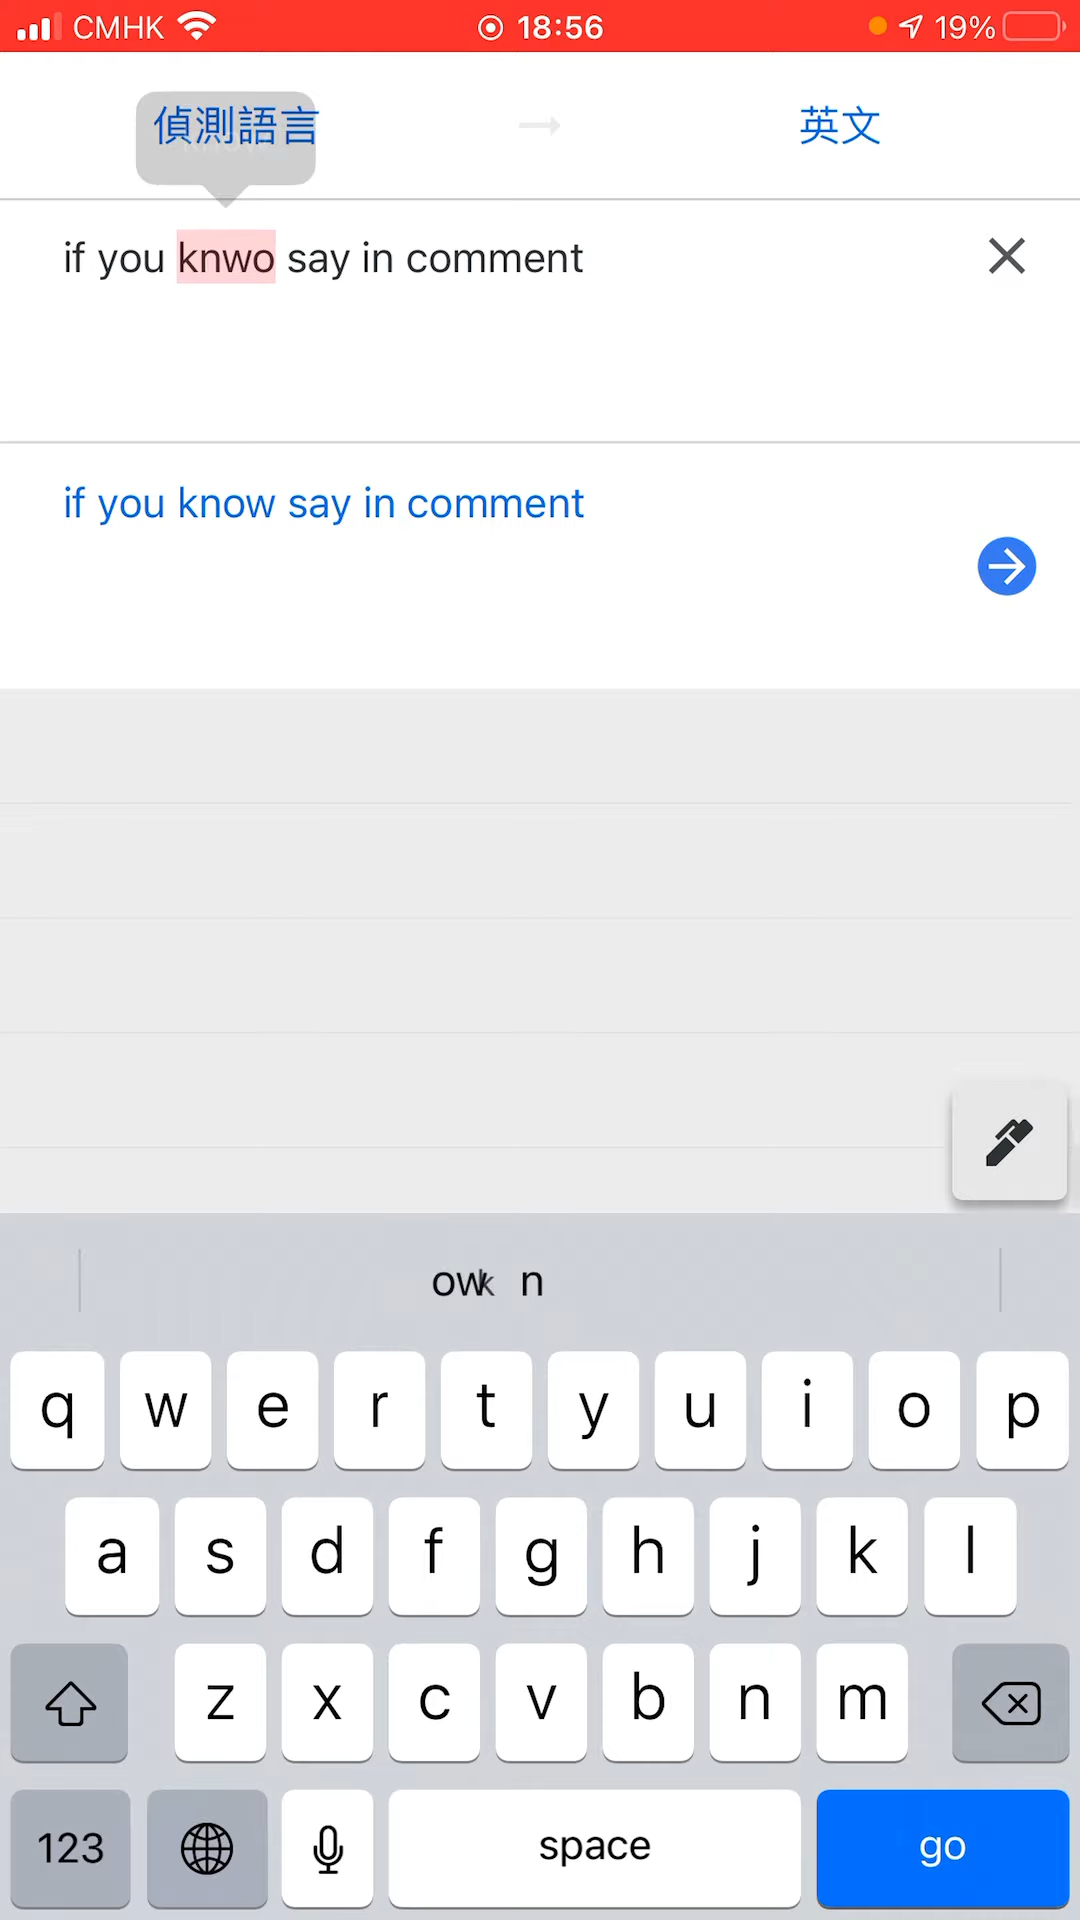 CMHK 18:56 19%
偵測語言 英文
if you knwo say in comment
if you know say in comment
q w e r t y u i o p
a s d f g h j k l
z x c v b n m
123 space go